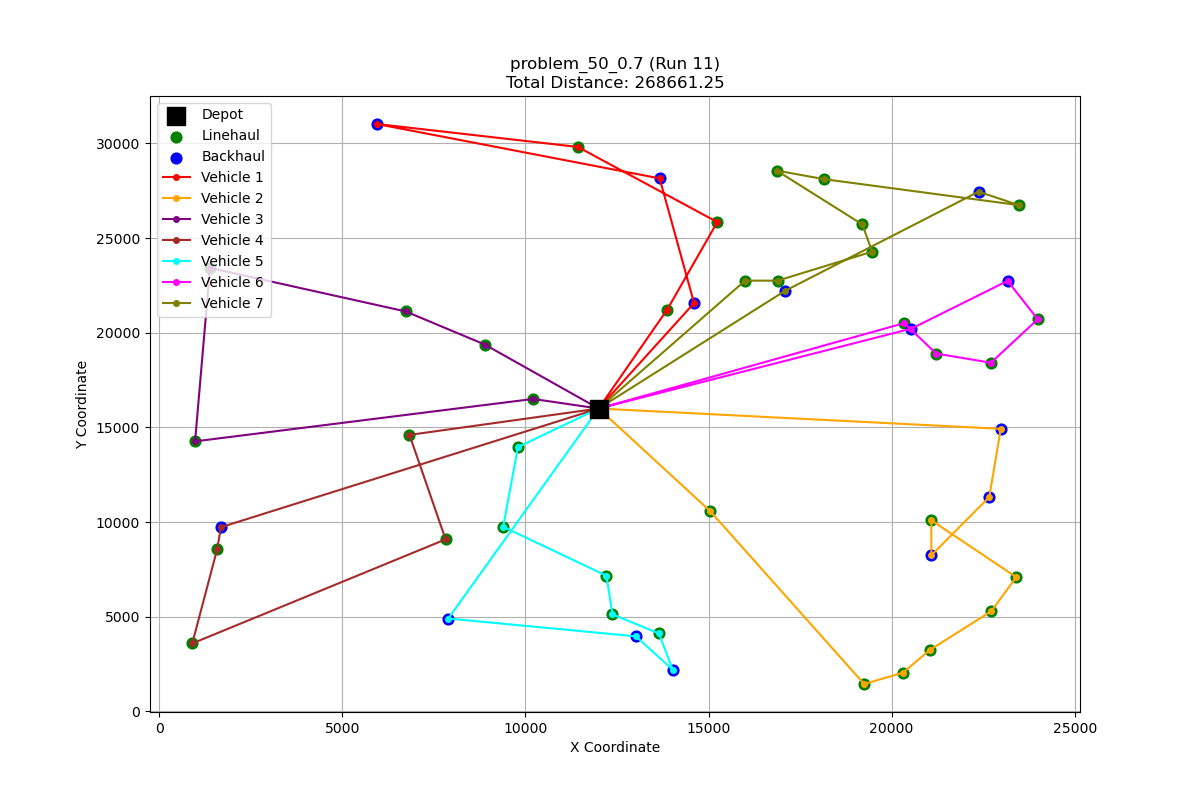 problem_50_0.7 (Run 11)
Total Distance: 268661.25
Depot
Linehaul
Backhaul
Vehicle 1
Vehicle 2
Vehicle 3
Vehicle 4
Vehicle 5
Vehicle 6
Vehicle 7
30000
25000
20000
15000
10000
5000
0
Y Coordinate
0
5000
10000
15000
20000
25000
X Coordinate